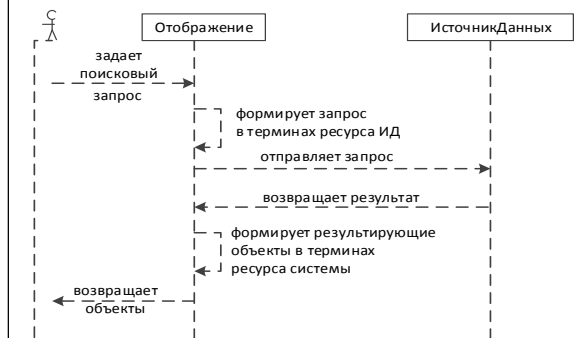 Отображение
ИсточникДанных
задает
поисковый
запрос
формирует запрос
в терминах ресурса ИД
отправляет запрос
возвращает результат
формирует результирующие
объекты в терминах
ресурса системы
возвращает
объекты